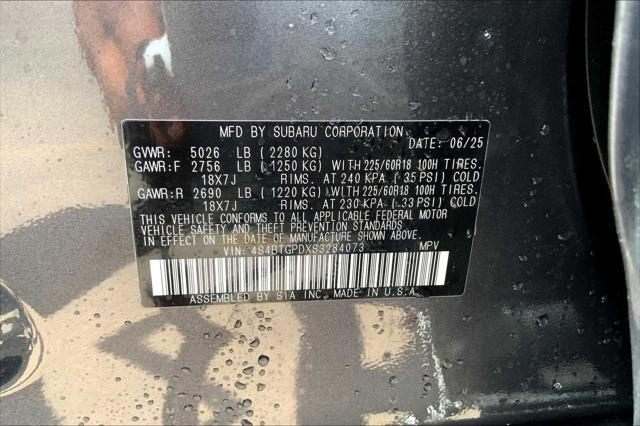 MFD BY SUBARU CORPORATION DATE: 06/25
GVWR: 5026 LB (2280 KG)
GAWR:F 2756 LB (1250 KG) WITH 225/60R18 100H TIRES.
18X7J RIMS. AT 240 KPA (35 PSI) COLD
GAWR:R 2690 LB (1220 KG) WITH 225/60R18 100H TIRES.
18X7J RIMS. AT 230 KPA (33 PSI) COLD
THIS VEHICLE CONFORMS TO ALL APPLICABLE FEDERAL MOTOR
VEHICLE SAFETY AND THEFT PREVENTION STANDARDS
IN EFFECT ON THE DATE OF MANUFACTURE SHOWN ABOVE.
VIN: 4S4BTGPDXS3284073 MPV
ASSEMBLED BY SIA INC. MADE IN U.S.A.